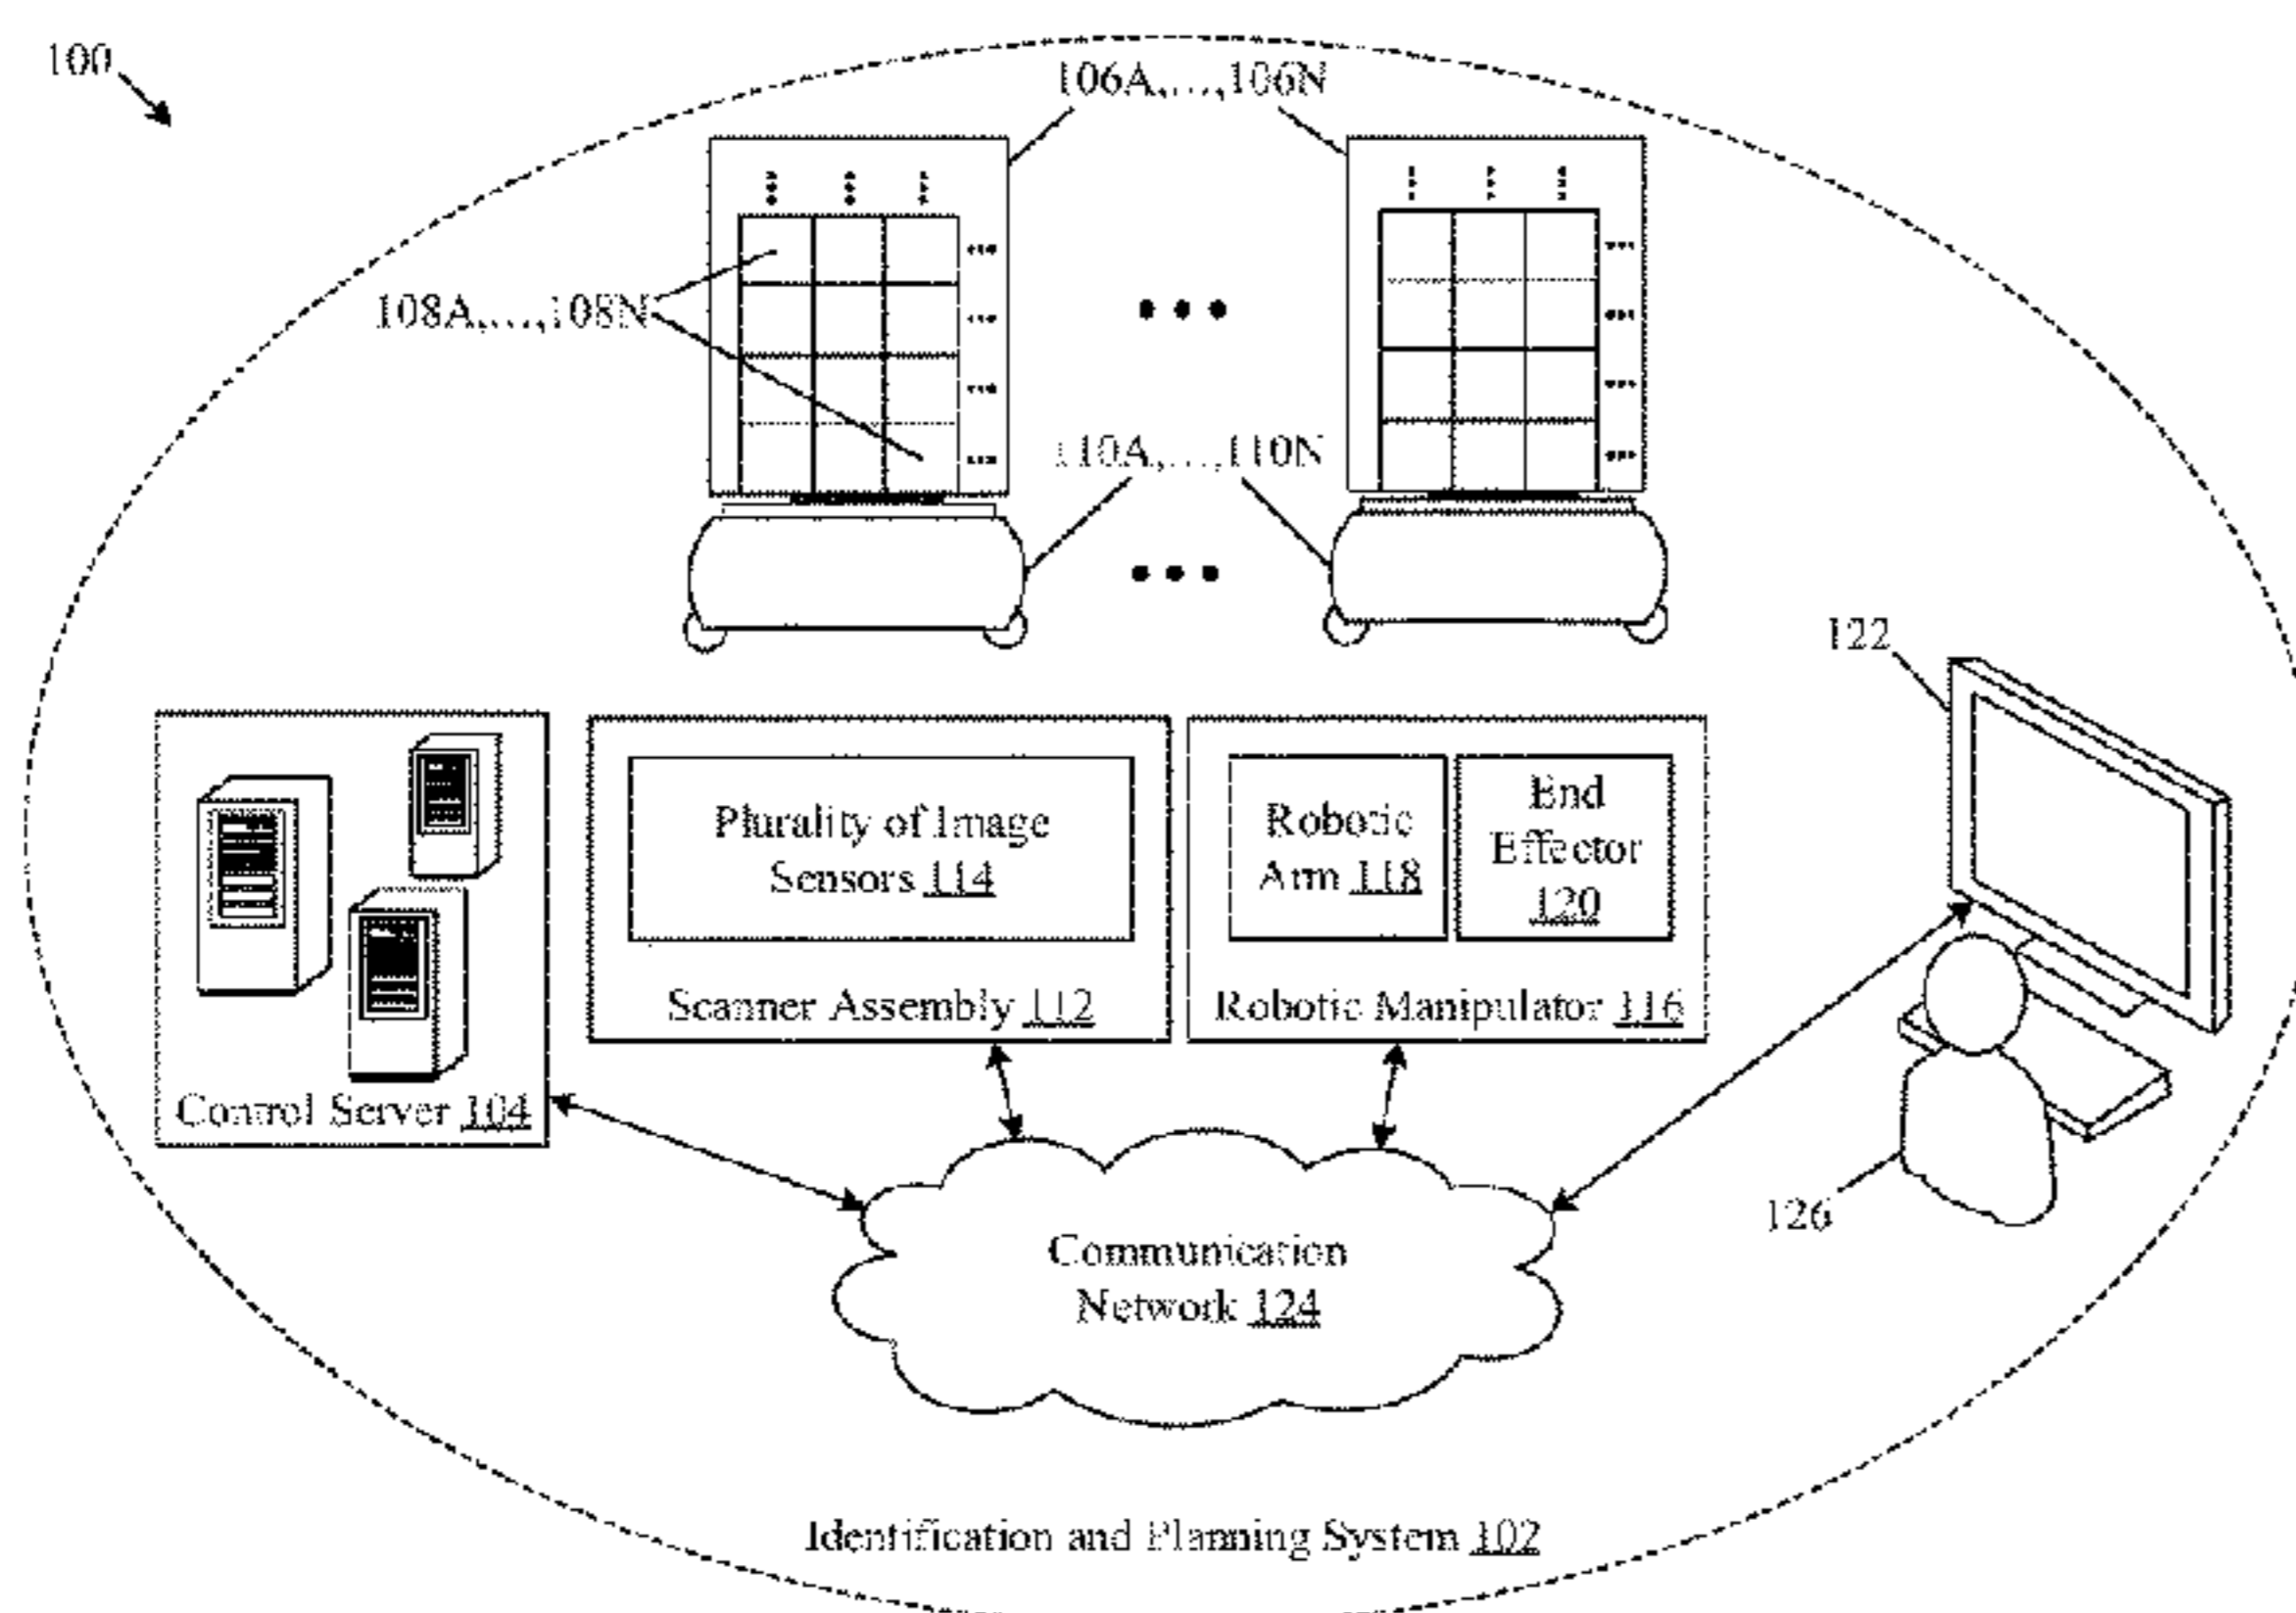 100
106A,...,106N
108A,...,108N
110A,...,110N
122
Plurality of Image
Sensors 114
Robotic
Arm 118
End
Effector
120
Scanner Assembly 112
Robotic Manipulator 116
Control Server 104
126
Communication
Network 124
Identification and Planning System 102